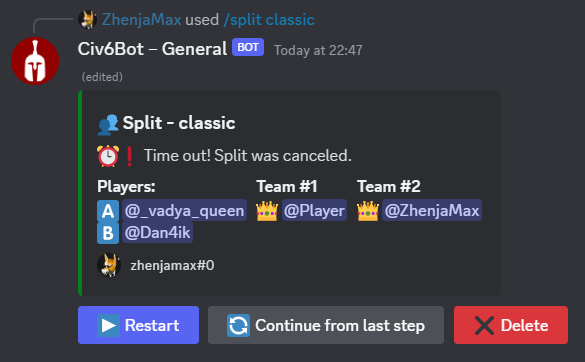 ZhenjaMax used /split classic
Civ6Bot – General BOT Today at 22:47
(edited)
Split - classic
Time out! Split was canceled.
Players: Team #1 Team #2
A @_vadya_queen @Player @ZhenjaMax
B @Dan4ik
zhenjamax#0
Restart Continue from last step Delete